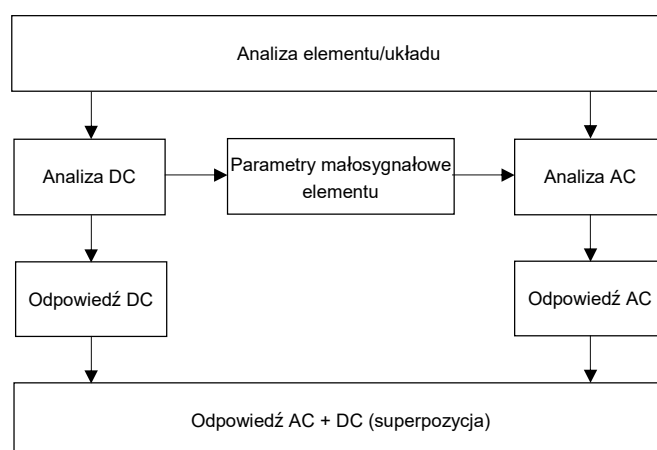 Analiza elementu/układu
Analiza DC
Parametry małosygnałowe
elementu
Analiza AC
Odpowiedź DC
Odpowiedź AC
Odpowiedź AC + DC (superpozycja)